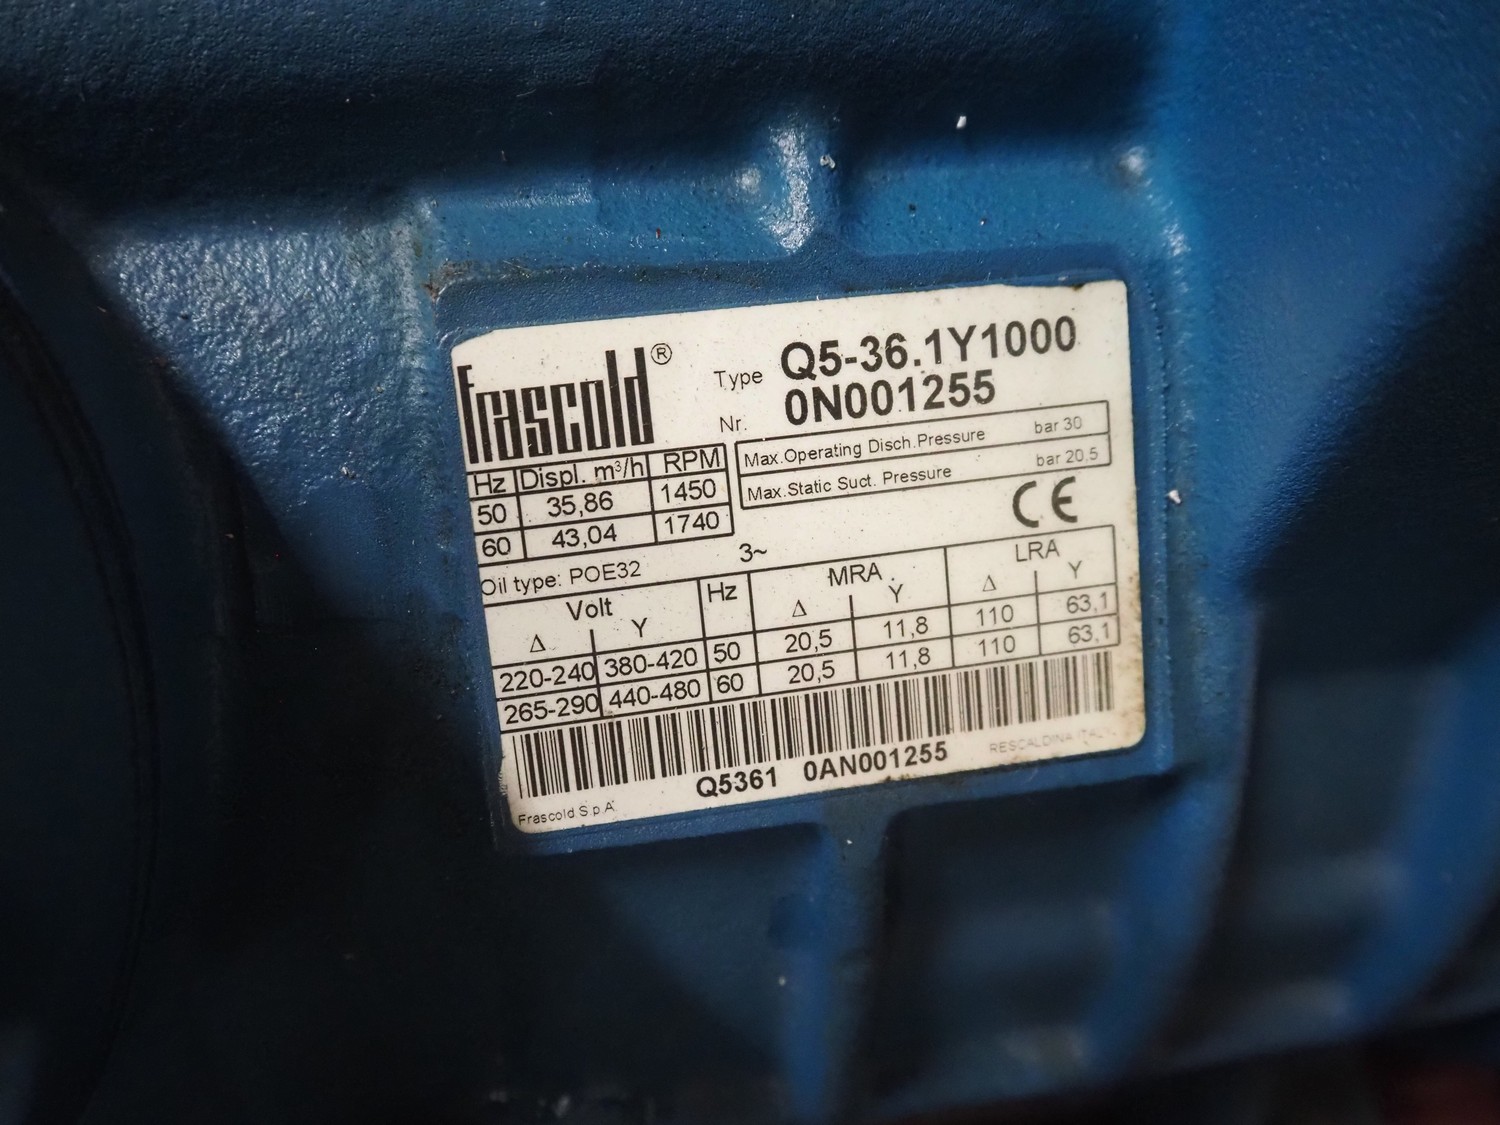 frascold®
Type Q5-36.1Y1000
Nr. 0N001255
Max.Operating Disch.Pressure bar 30
Max.Static Suct. Pressure bar 20.5
Hz Displ. m³/h RPM
50 35,86 1450
60 43,04 1740
CE
Oil type: POE32
3~
Volt Hz MRA LRA
Δ Y Δ Y Δ Y
220-240 380-420 50 20,5 11,8 110 63,1
265-290 440-480 60 20,5 11,8 110 63,1
Q5361 0AN001255
Frascold S.p.A. RESCALDINA ITALY